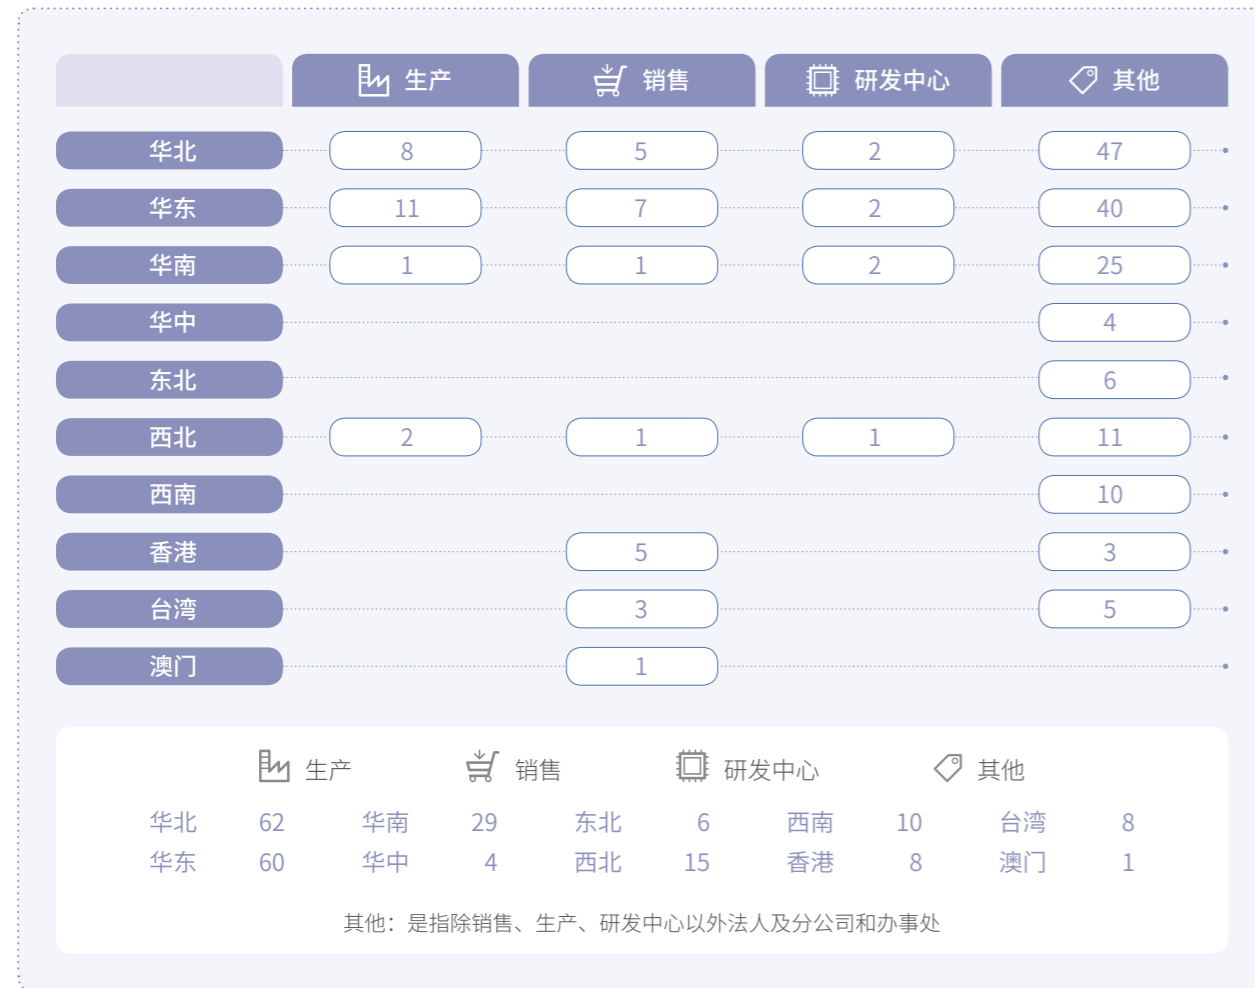 生产 销售 研发中心 其他
华北 8 5 2 47
华东 11 7 2 40
华南 1 1 2 25
华中 4
东北 6
西北 2 1 1 11
西南 10
香港 5 3
台湾 3 5
澳门 1
生产 销售 研发中心 其他
华北 62 华南 29 东北 6 西南 10 台湾 8
华东 60 华中 4 西北 15 香港 8 澳门 1
其他：是指除销售、生产、研发中心以外法人及分公司和办事处